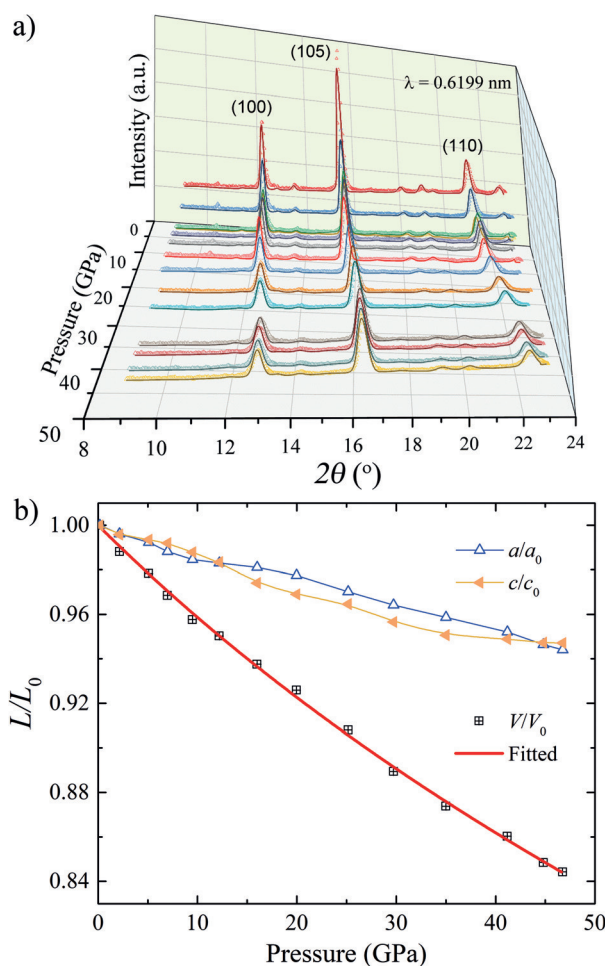 a)
(105)
(100)
λ = 0.6199 nm
(110)
Intensity (a.u.)
0
10
20
30
40
50
Pressure (GPa)
8 10 12 14 16 18 20 22 24
2θ (°)
b)
1.00
0.96
0.92
0.88
0.84
L/L₀
a/a₀
c/c₀
V/V₀
Fitted
0 10 20 30 40 50
Pressure (GPa)